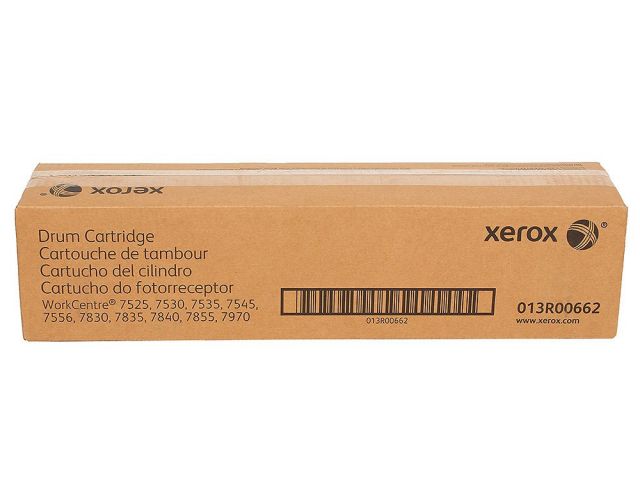 xerox
Drum Cartridge
Cartouche de tambour
Cartucho del cilindro
Cartucho do fotorreceptor
WorkCentre® 7525, 7530, 7535, 7545,
7556, 7830, 7835, 7840, 7855, 7970
013R00662
xerox®
013R00662
www.xerox.com